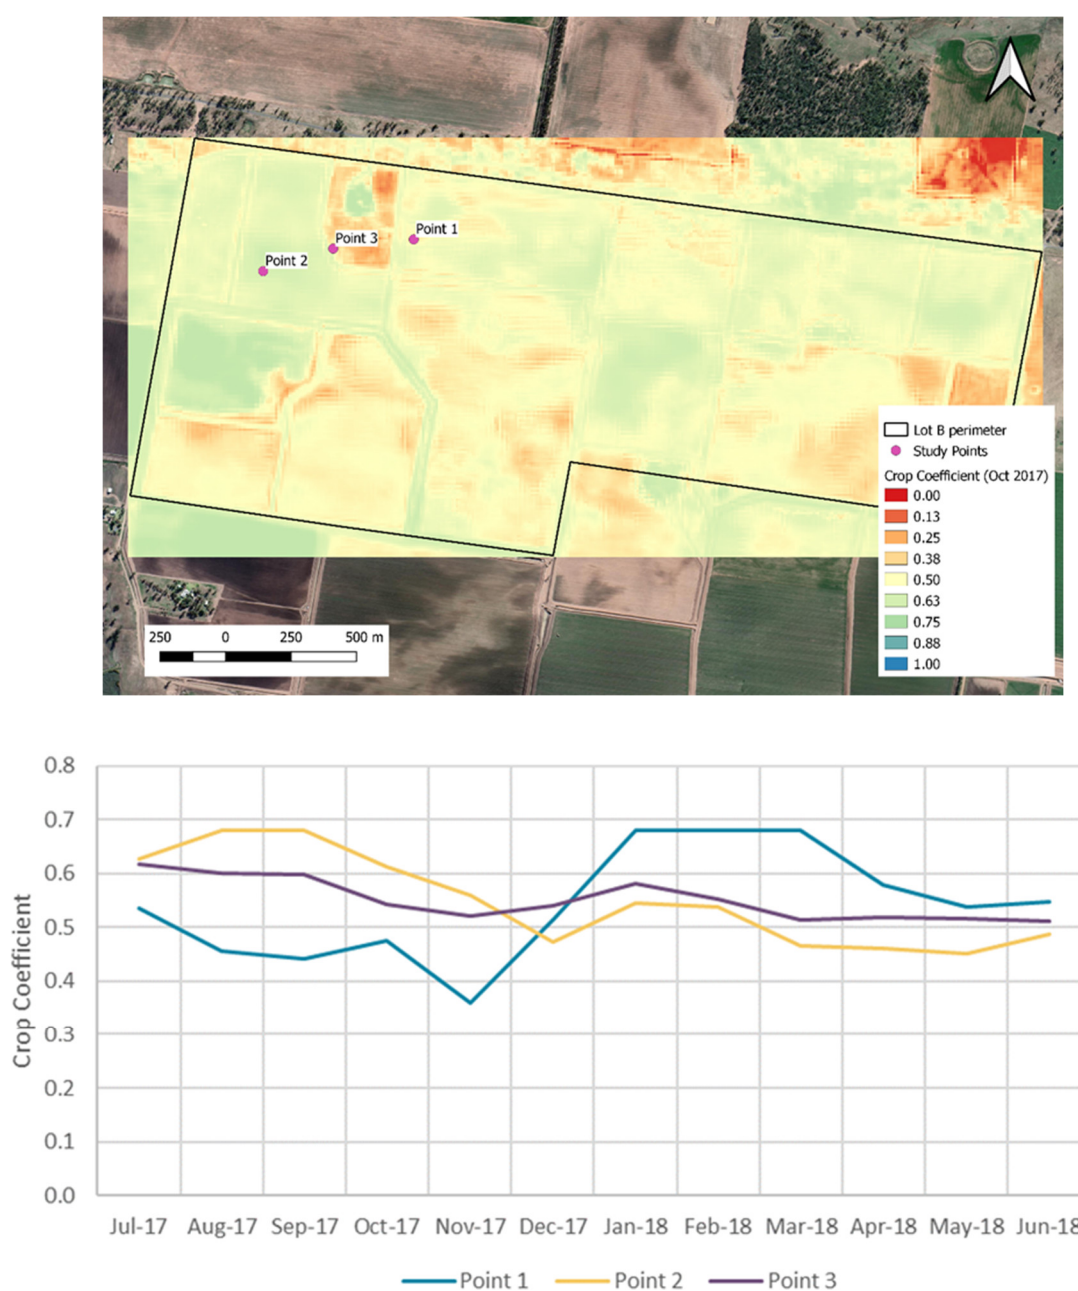 Point 1
Point 3
Point 2
Lot B perimeter
Study Points
Crop Coefficient (Oct 2017)
0.00
0.13
0.25
0.38
0.50
0.63
0.75
0.88
1.00
250 0 250 500 m
0.8
0.7
0.6
0.5
0.4
0.3
0.2
0.1
0.0
Crop Coefficient
Jul-17 Aug-17 Sep-17 Oct-17 Nov-17 Dec-17 Jan-18 Feb-18 Mar-18 Apr-18 May-18 Jun-18
Point 1 Point 2 Point 3